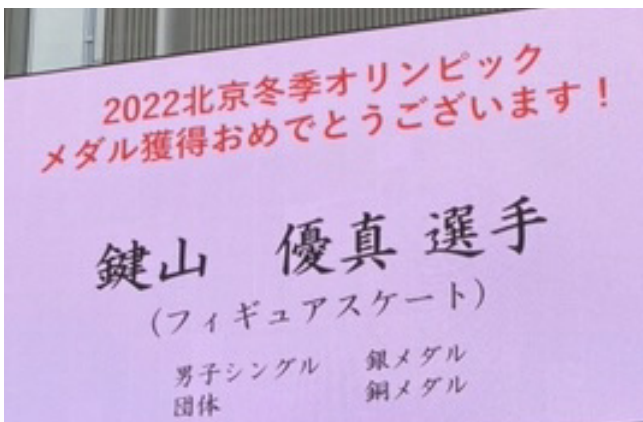 2022北京冬季オリンピック
メダル獲得おめでとうございます！
鍵山　優真 選手
（フィギュアスケート）
男子シングル　銀メダル
団体　銅メダル